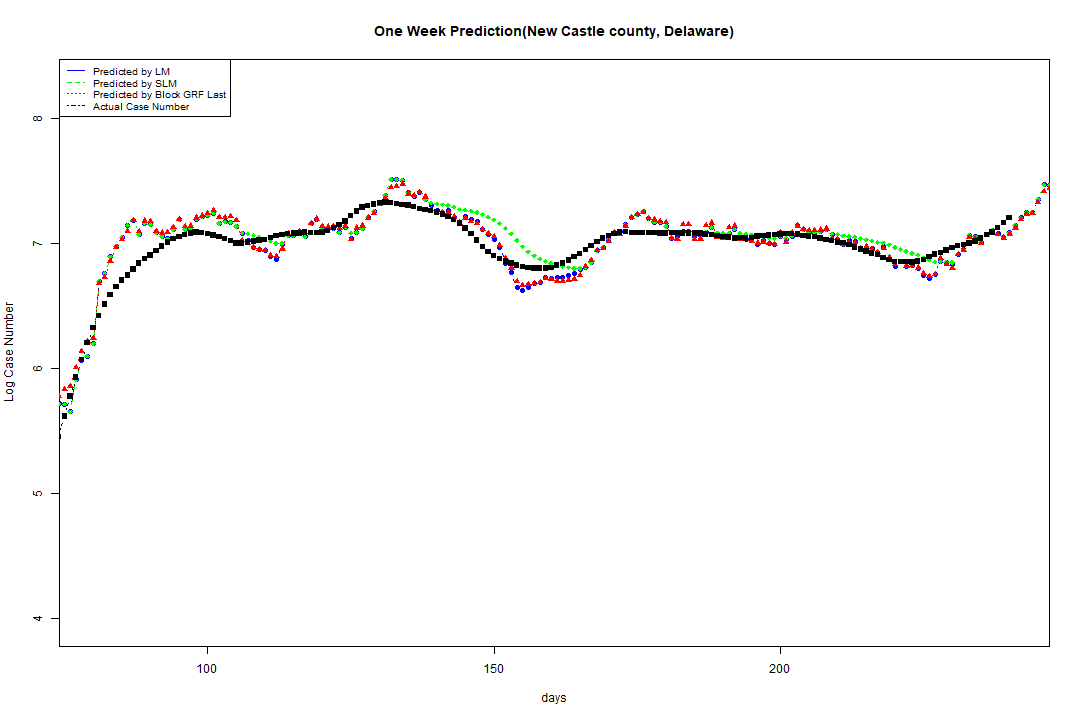 One Week Prediction(New Castle county, Delaware)
Predicted by LM
Predicted by SLM
Predicted by Block GRF Last
Actual Case Number
8
7
6
5
4
Log Case Number
100 150 200
days